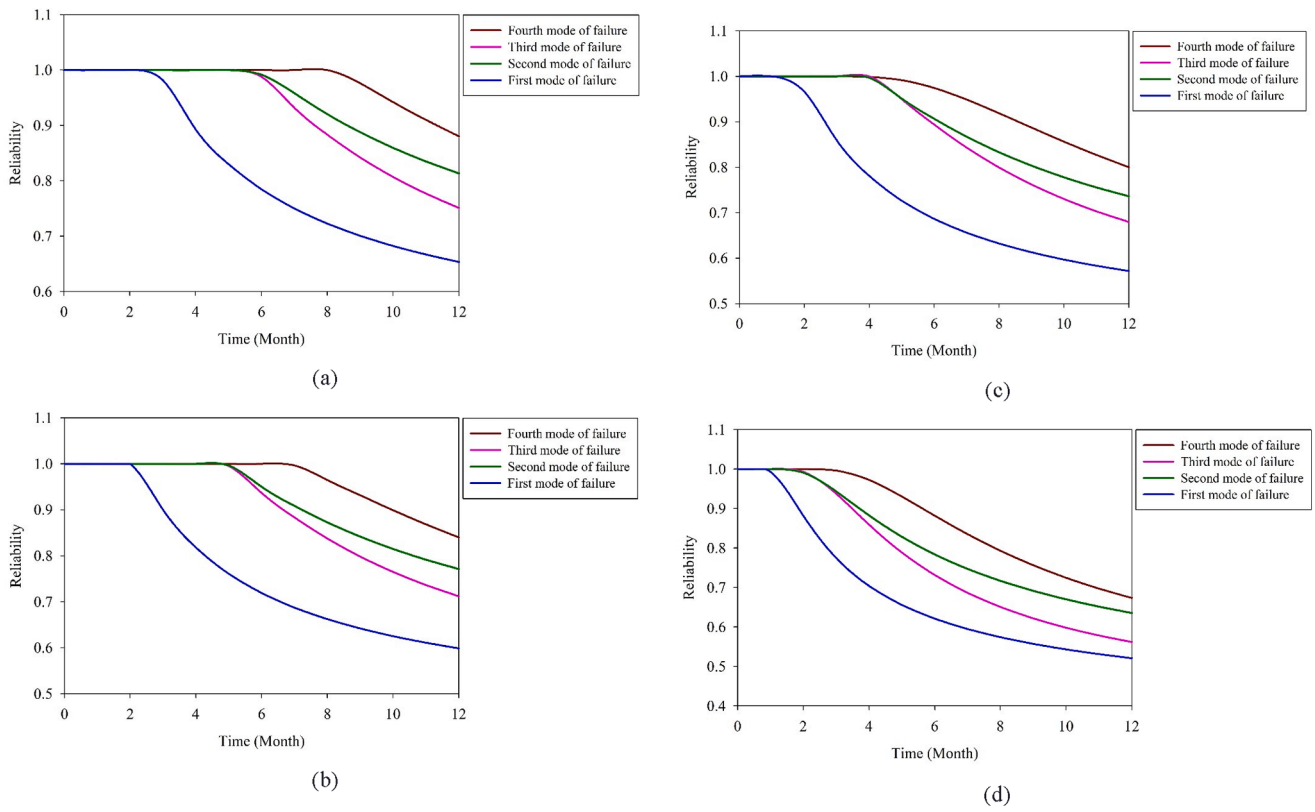 1.1
1.0
0.9
0.8
0.7
0.6
Reliability
0 2 4 6 8 10 12
Time (Month)
Fourth mode of failure
Third mode of failure
Second mode of failure
First mode of failure
(a)
1.1
1.0
0.9
0.8
0.7
0.6
0.5
Reliability
0 2 4 6 8 10 12
Time (Month)
Fourth mode of failure
Third mode of failure
Second mode of failure
First mode of failure
(c)
1.1
1.0
0.9
0.8
0.7
0.6
0.5
Reliability
0 2 4 6 8 10 12
Time (Month)
Fourth mode of failure
Third mode of failure
Second mode of failure
First mode of failure
(b)
1.1
1.0
0.9
0.8
0.7
0.6
0.5
0.4
Reliability
0 2 4 6 8 10 12
Time (Month)
Fourth mode of failure
Third mode of failure
Second mode of failure
First mode of failure
(d)